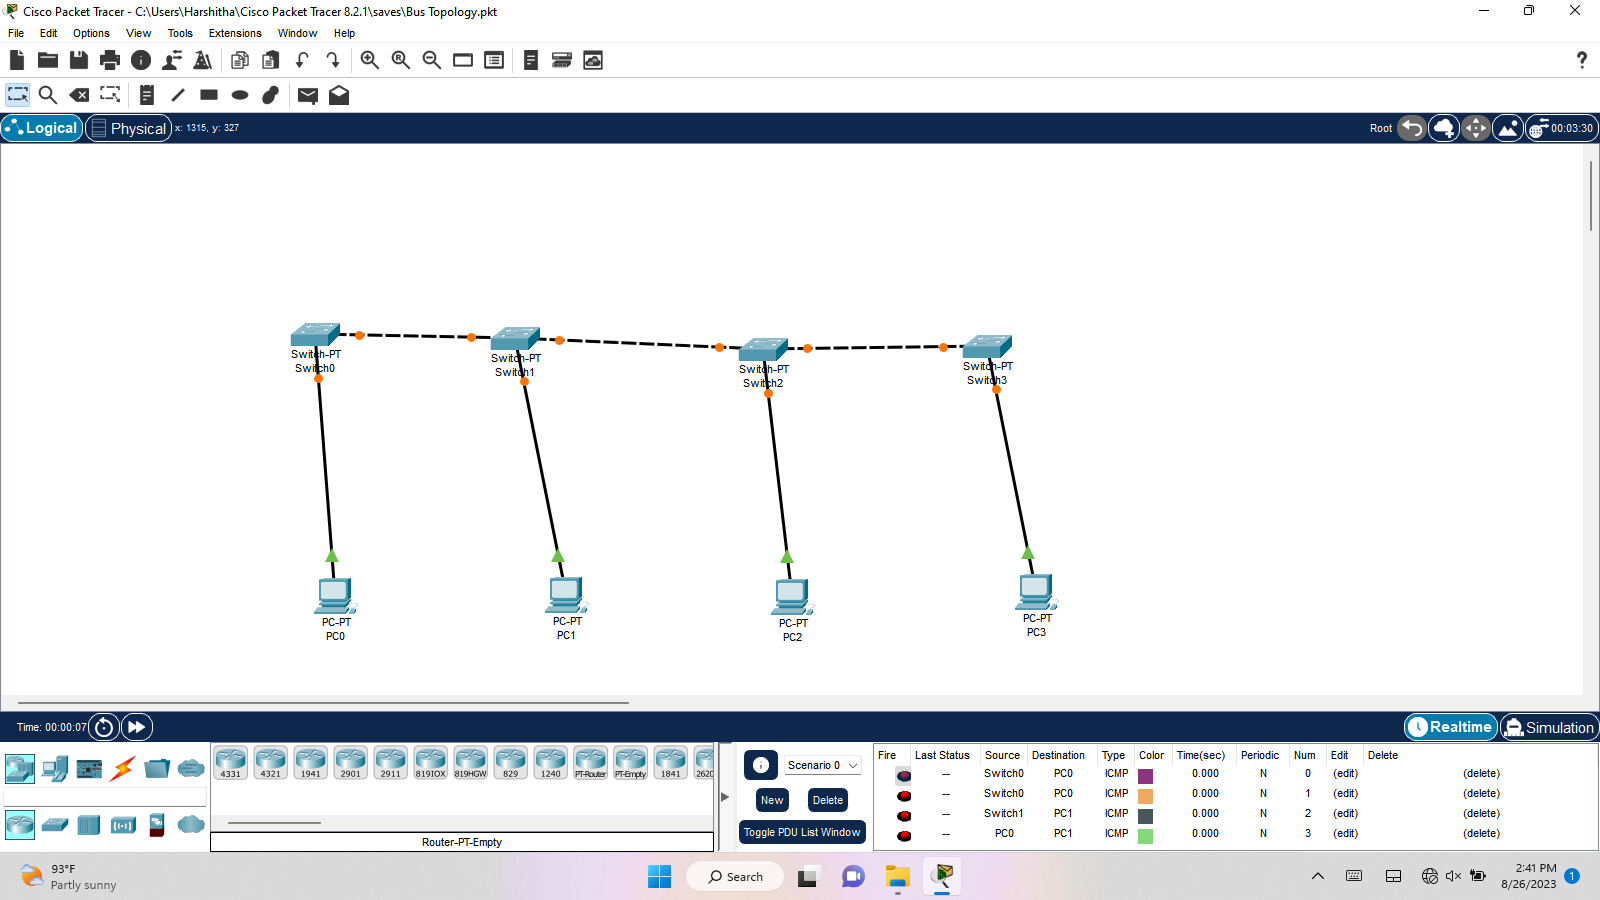 Cisco Packet Tracer - C:\Users\Harshitha\Cisco Packet Tracer 8.2.1\saves\Bus Topology.pkt
File Edit Options View Tools Extensions Window Help
Logical Physical x: 1315, y: 327 Root 00:03:30
Switch-PT
Switch0
Switch-PT
Switch1
Switch-PT
Switch2
Switch-PT
Switch3
PC-PT
PC0
PC-PT
PC1
PC-PT
PC2
PC-PT
PC3
Time: 00:00:07 Realtime Simulation
4331 4321 1941 2901 2911 819IOX 819HGW 829 1240 PT-Router PT-Empty 1841 2620
Router-PT-Empty
Scenario 0
New Delete
Toggle PDU List Window
Fire Last Status Source Destination Type Color Time(sec) Periodic Num Edit Delete
-- Switch0 PC0 ICMP 0.000 N 0 (edit) (delete)
-- Switch0 PC0 ICMP 0.000 N 1 (edit) (delete)
-- Switch1 PC1 ICMP 0.000 N 2 (edit) (delete)
-- PC0 PC1 ICMP 0.000 N 3 (edit) (delete)
93°F
Partly sunny
Search
2:41 PM
8/26/2023
1